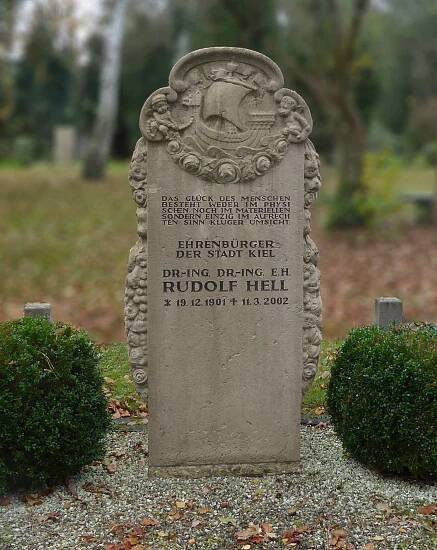 DAS GLÜCK DES MENSCHEN
BESTEHT WEDER IM PHYSI
SCHEN NOCH IM MATERIELLEN
SONDERN EINZIG IM AUFRECH
TEN SINN KLUGER UMSICHT
EHRENBÜRGER
DER STADT KIEL
DR-ING. DR-ING. E.H.
RUDOLF HELL
* 19.12.1901 + 11.3.2002